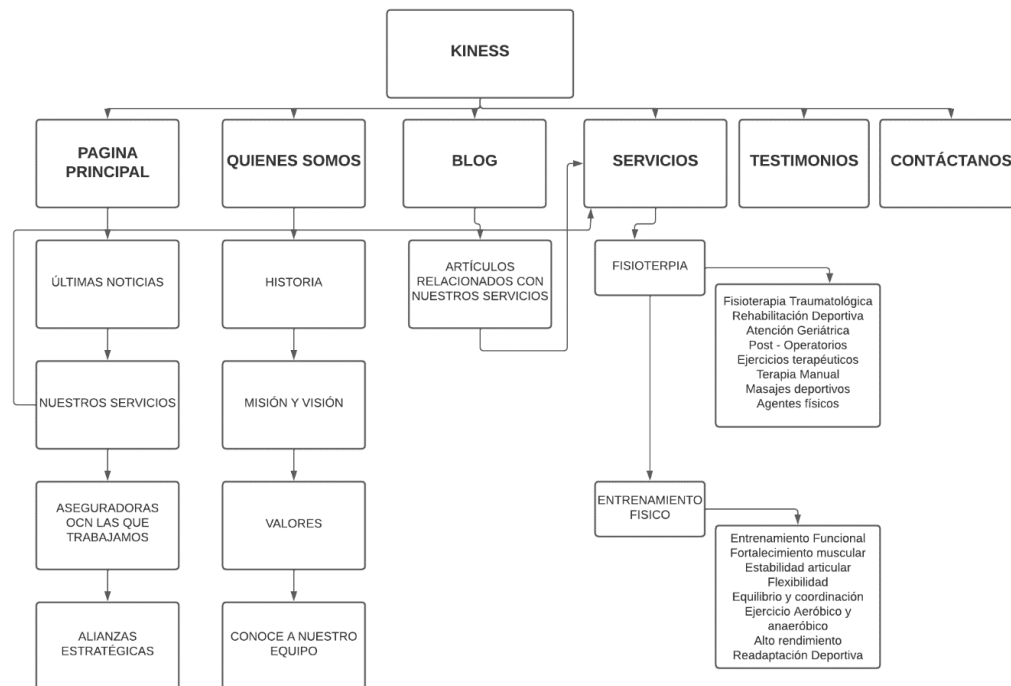 KINESS
PAGINA
PRINCIPAL
QUIENES SOMOS
BLOG
SERVICIOS
TESTIMONIOS
CONTÁCTANOS
ÚLTIMAS NOTICIAS
HISTORIA
ARTÍCULOS
RELACIONADOS CON
NUESTROS SERVICIOS
FISIOTERPIA
Fisioterapia Traumatológica
Rehabilitación Deportiva
Atención Geriátrica
Post - Operatorios
Ejercicios terapéuticos
Terapia Manual
Masajes deportivos
Agentes físicos
NUESTROS SERVICIOS
MISIÓN Y VISIÓN
ASEGURADORAS
OCN LAS QUE
TRABAJAMOS
VALORES
ENTRENAMIENTO
FISICO
Entrenamiento Funcional
Fortalecimiento muscular
Estabilidad articular
Flexibilidad
Equilibrio y coordinación
Ejercicio Aeróbico y
anaeróbico
Alto rendimiento
Readaptación Deportiva
ALIANZAS
ESTRATÉGICAS
CONOCE A NUESTRO
EQUIPO